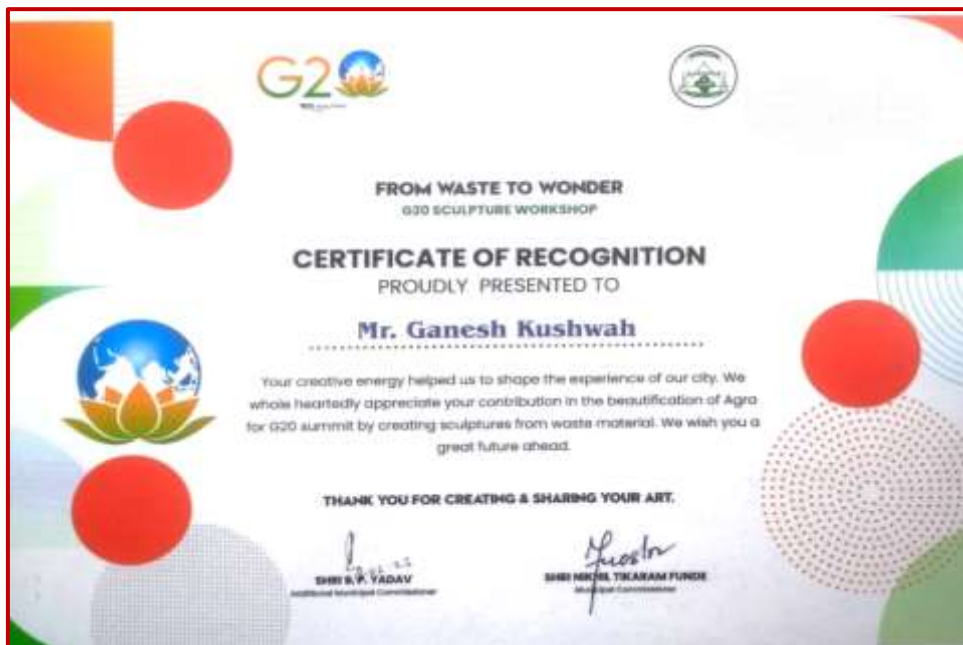 G20
FROM WASTE TO WONDER
G20 SCULPTURE WORKSHOP
CERTIFICATE OF RECOGNITION
PROUDLY PRESENTED TO
Mr. Ganesh Kushwah
Your creative energy helped us to shape the experience of our city. We
whole heartedly appreciate your contribution in the beautification of Agra
for G20 summit by creating sculptures from waste material. We wish you a
great future ahead.
THANK YOU FOR CREATING & SHARING YOUR ART.
SHRI S. P. YADAV
Additional Municipal Commissioner
SHRI NIKHIL TIKARAM FUNDE
Municipal Commissioner